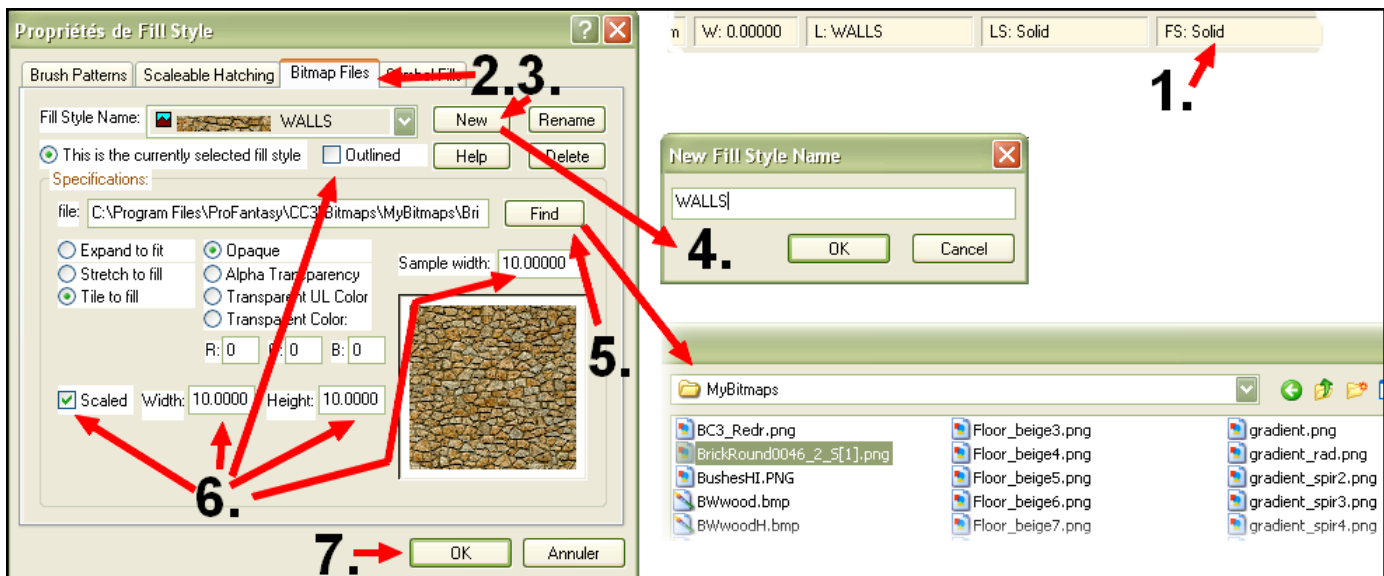 Propriétés de Fill Style
Brush Patterns Scaleable Hatching Bitmap Files Symbol Fills
2.3.
Fill Style Name: WALLS New Rename
This is the currently selected fill style Outlined Help Delete
Specifications:
file: C:\Program Files\ProFantasy\CC3\Bitmaps\MyBitmaps\Bri Find
Expand to fit Opaque Sample width: 10.00000
Stretch to fill Alpha Transparency
Tile to fill Transparent UL Color
Transparent Color:
R: 0 G: 0 B: 0
5.
Scaled Width: 10.0000 Height: 10.0000
6.
7. OK Annuler
W: 0.00000 L: WALLS LS: Solid FS: Solid
1.
New Fill Style Name
WALLS
4. OK Cancel
MyBitmaps
BC3_Redr.png Floor_beige3.png gradient.png
BrickRound0046_2_S[1].png Floor_beige4.png gradient_rad.png
BushesHI.PNG Floor_beige5.png gradient_spir2.png
BWwood.bmp Floor_beige6.png gradient_spir3.png
BWwoodH.bmp Floor_beige7.png gradient_spir4.png